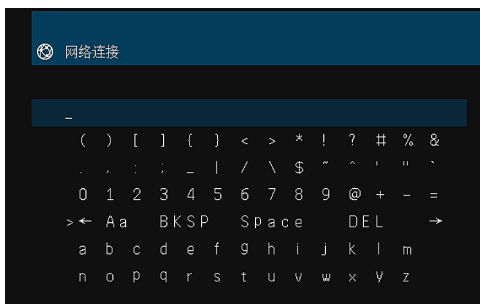 网络连接
_
( ) [ ] { } < > * ! ? # % &
. , : ; _ | / \ $ ~ ^ ' " `
0 1 2 3 4 5 6 7 8 9 @ + - =
>← Aa BKSP Space DEL →
a b c d e f g h i j k l m
n o p q r s t u v w x y z